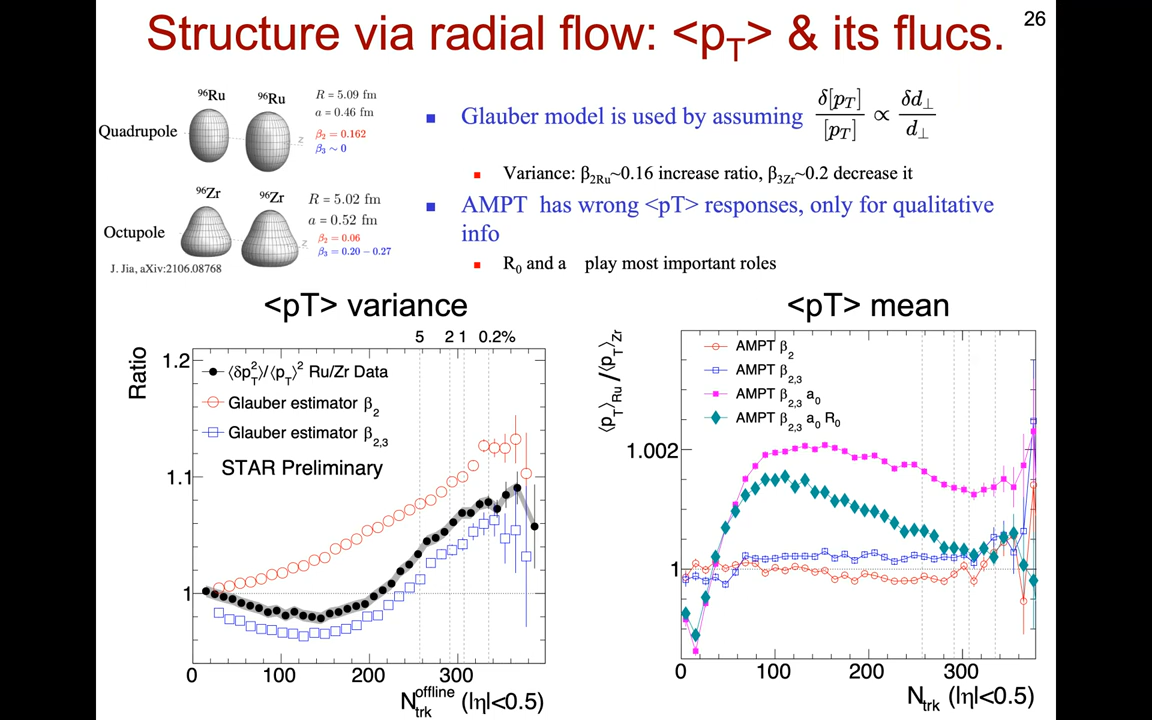 Structure via radial flow: <pT> & its flucs.
26
96Ru
96Ru
R = 5.09 fm
a = 0.46 fm
β2 = 0.162
β3 ~ 0
Quadrupole
z
96Zr
96Zr
R = 5.02 fm
a = 0.52 fm
β2 = 0.06
β3 = 0.20 − 0.27
Octupole
z
J. Jia, aXiv:2106.08768
Glauber model is used by assuming δ[pT]/[pT] ∝ δd⊥/d⊥
Variance: β2Ru~0.16 increase ratio, β3Zr~0.2 decrease it
AMPT has wrong <pT> responses, only for qualitative
info
R0 and a play most important roles
<pT> variance
5 2 1 0.2%
Ratio
1.2
1.1
1
⟨δpT²⟩/⟨pT⟩² Ru/Zr Data
Glauber estimator β2
Glauber estimator β2,3
STAR Preliminary
0 100 200 300
Ntrk^offline (|η|<0.5)
<pT> mean
⟨pT⟩Ru /⟨pT⟩Zr
1.002
1
AMPT β2
AMPT β2,3
AMPT β2,3 a0
AMPT β2,3 a0 R0
0 100 200 300
Ntrk (|η|<0.5)